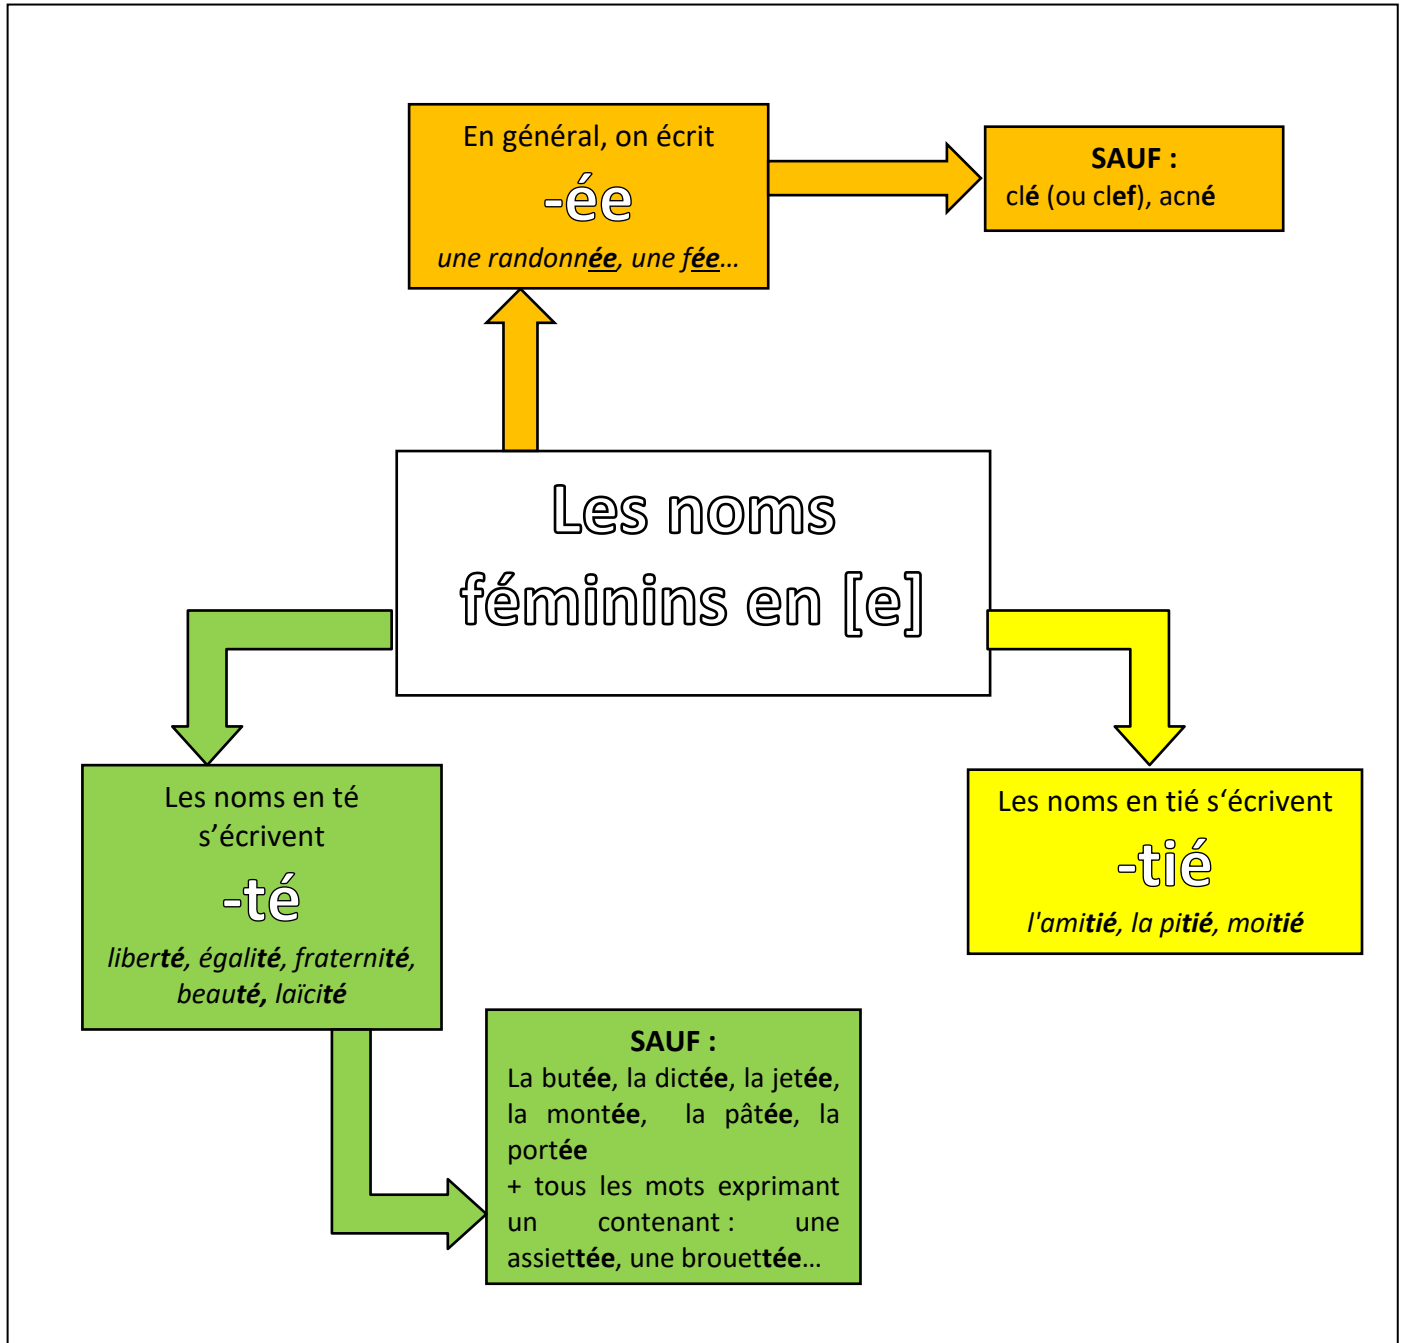 En général, on écrit
-ée
une randonnée, une fée...
SAUF :
clé (ou clef), acné
Les noms
féminins en [e]
Les noms en té
s’écrivent
-té
liberté, égalité, fraternité,
beauté, laïcité
Les noms en tié s‘écrivent
-tié
l'amitié, la pitié, moitié
SAUF :
La butée, la dictée, la jetée,
la montée, la pâtée, la
portée
+ tous les mots exprimant
un contenant : une
assiettée, une brouettée…